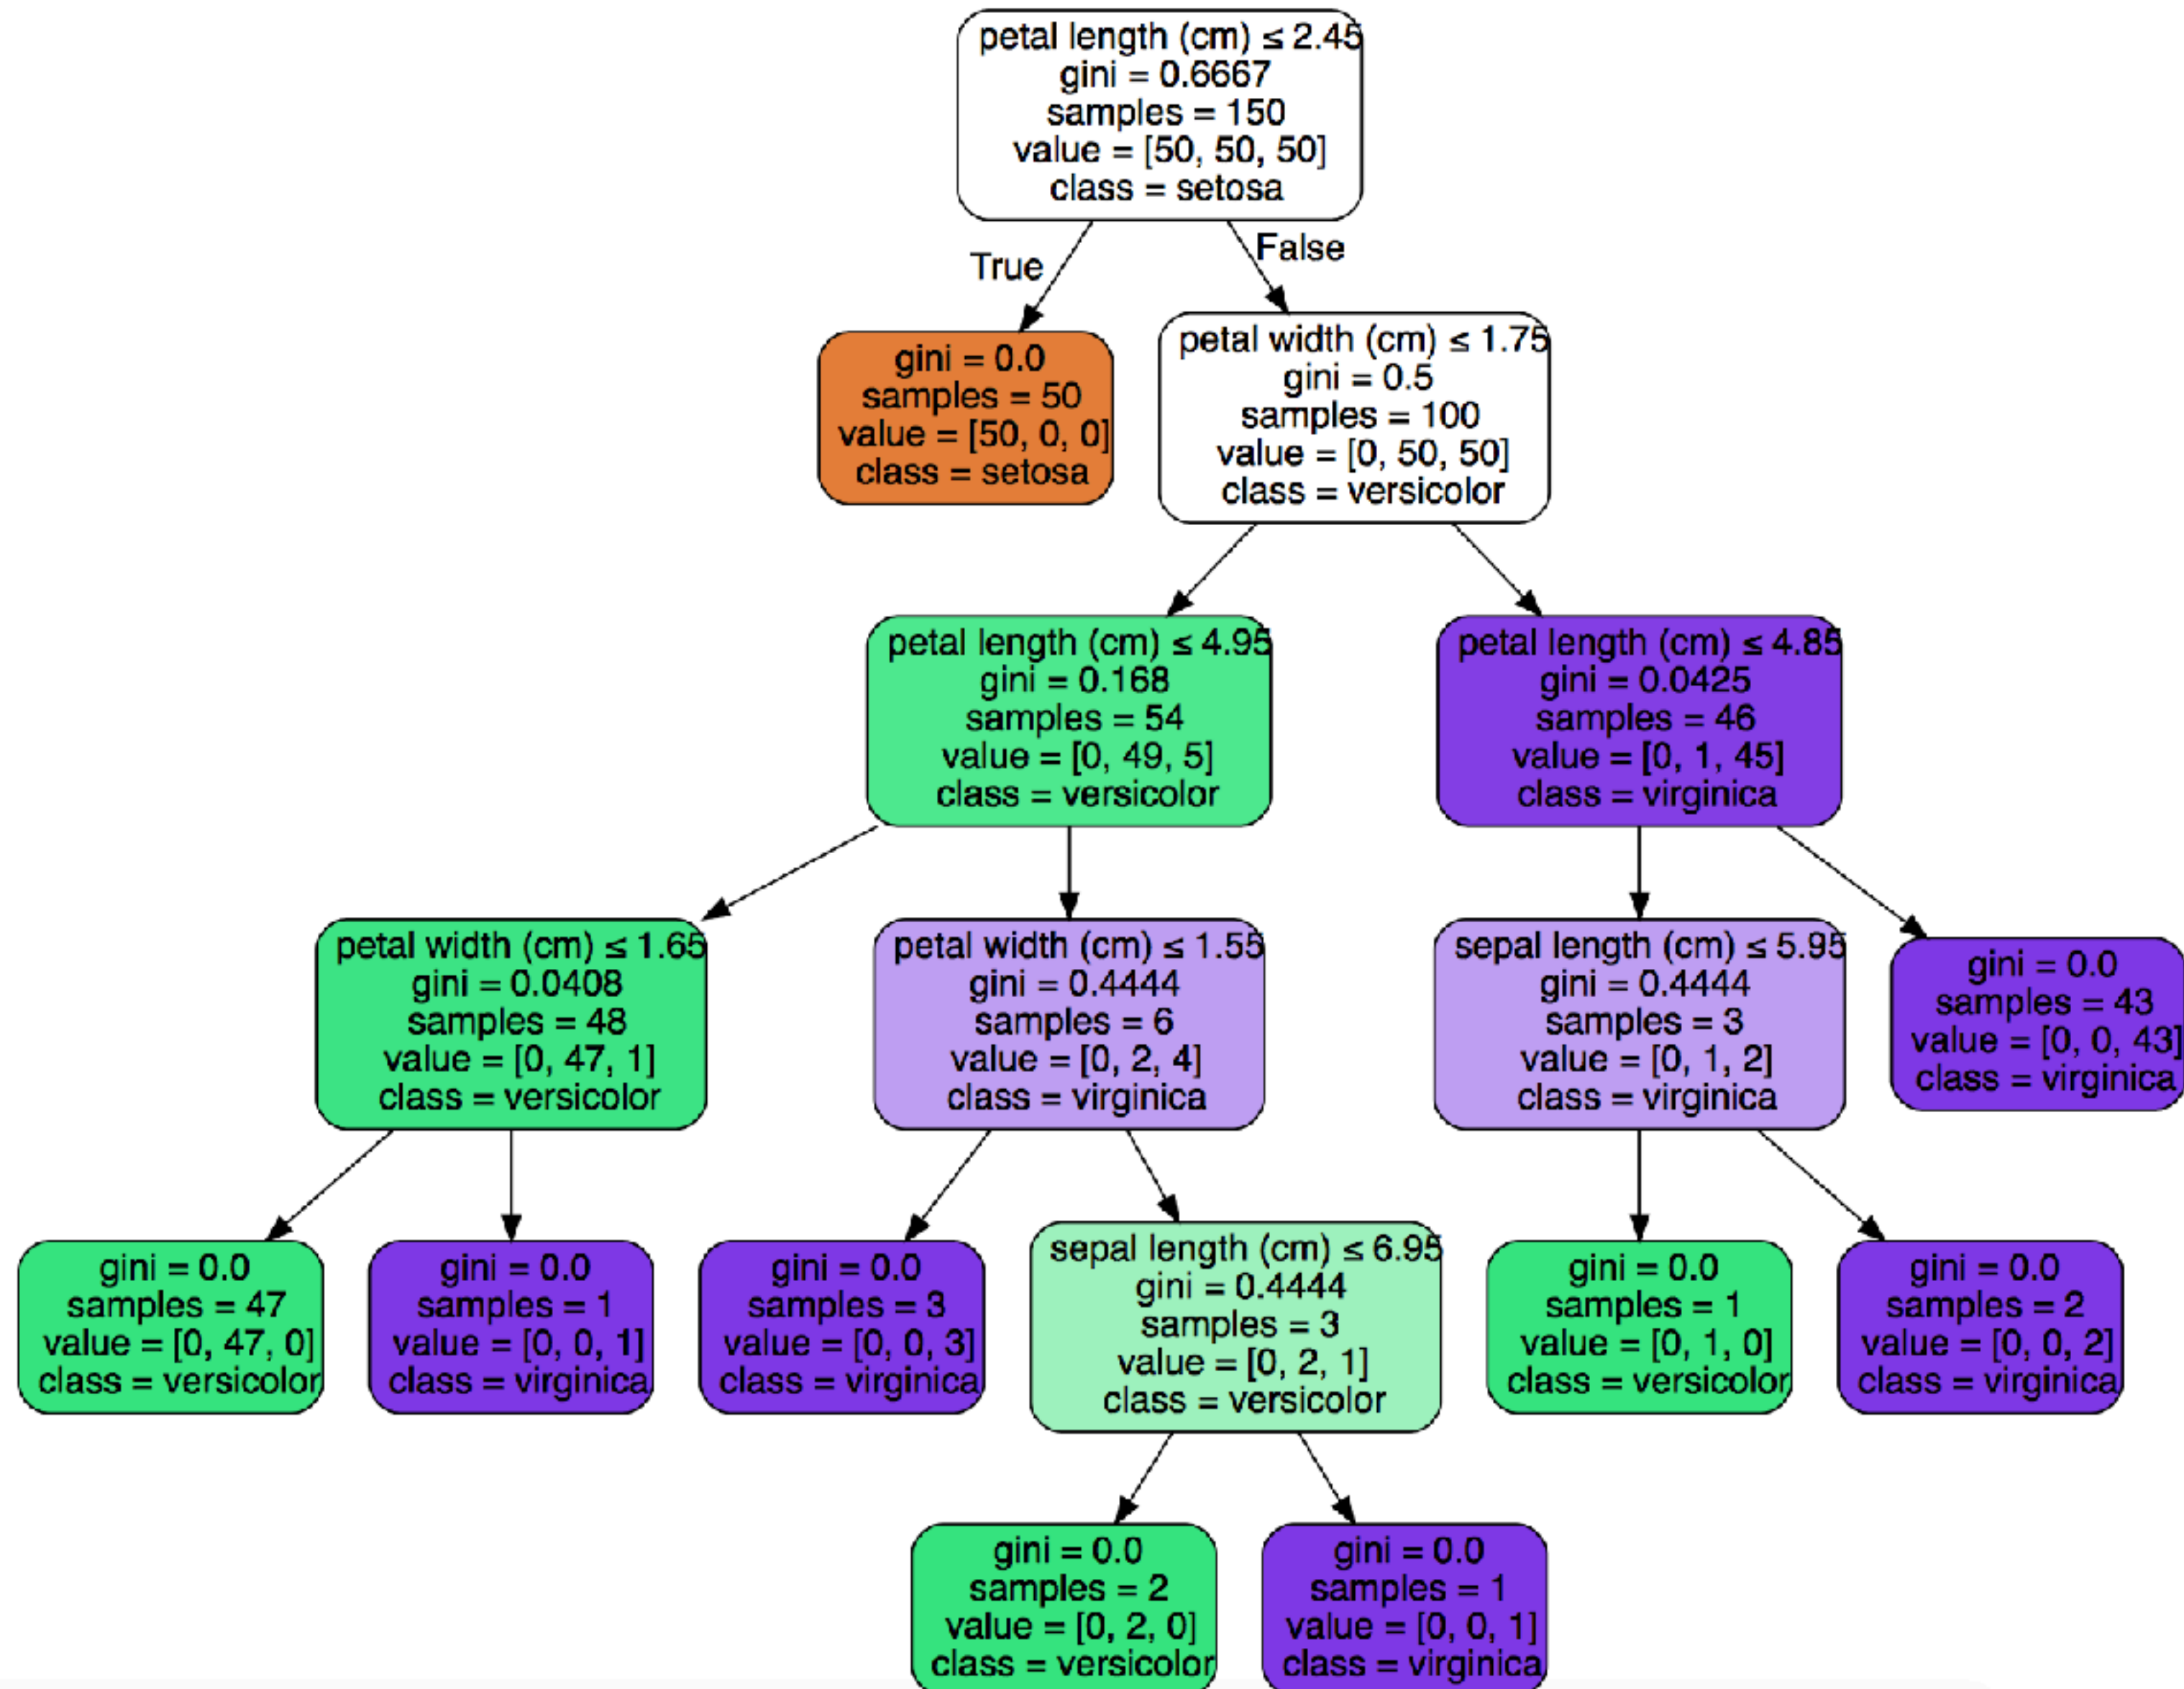 petal length (cm) ≤ 2.45
gini = 0.6667
samples = 150
value = [50, 50, 50]
class = setosa
True
False
gini = 0.0
samples = 50
value = [50, 0, 0]
class = setosa
petal width (cm) ≤ 1.75
gini = 0.5
samples = 100
value = [0, 50, 50]
class = versicolor
petal length (cm) ≤ 4.95
gini = 0.168
samples = 54
value = [0, 49, 5]
class = versicolor
petal length (cm) ≤ 4.85
gini = 0.0425
samples = 46
value = [0, 1, 45]
class = virginica
petal width (cm) ≤ 1.65
gini = 0.0408
samples = 48
value = [0, 47, 1]
class = versicolor
petal width (cm) ≤ 1.55
gini = 0.4444
samples = 6
value = [0, 2, 4]
class = virginica
sepal length (cm) ≤ 5.95
gini = 0.4444
samples = 3
value = [0, 1, 2]
class = virginica
gini = 0.0
samples = 43
value = [0, 0, 43]
class = virginica
gini = 0.0
samples = 47
value = [0, 47, 0]
class = versicolor
gini = 0.0
samples = 1
value = [0, 0, 1]
class = virginica
gini = 0.0
samples = 3
value = [0, 0, 3]
class = virginica
sepal length (cm) ≤ 6.95
gini = 0.4444
samples = 3
value = [0, 2, 1]
class = versicolor
gini = 0.0
samples = 1
value = [0, 1, 0]
class = versicolor
gini = 0.0
samples = 2
value = [0, 0, 2]
class = virginica
gini = 0.0
samples = 2
value = [0, 2, 0]
class = versicolor
gini = 0.0
samples = 1
value = [0, 0, 1]
class = virginica